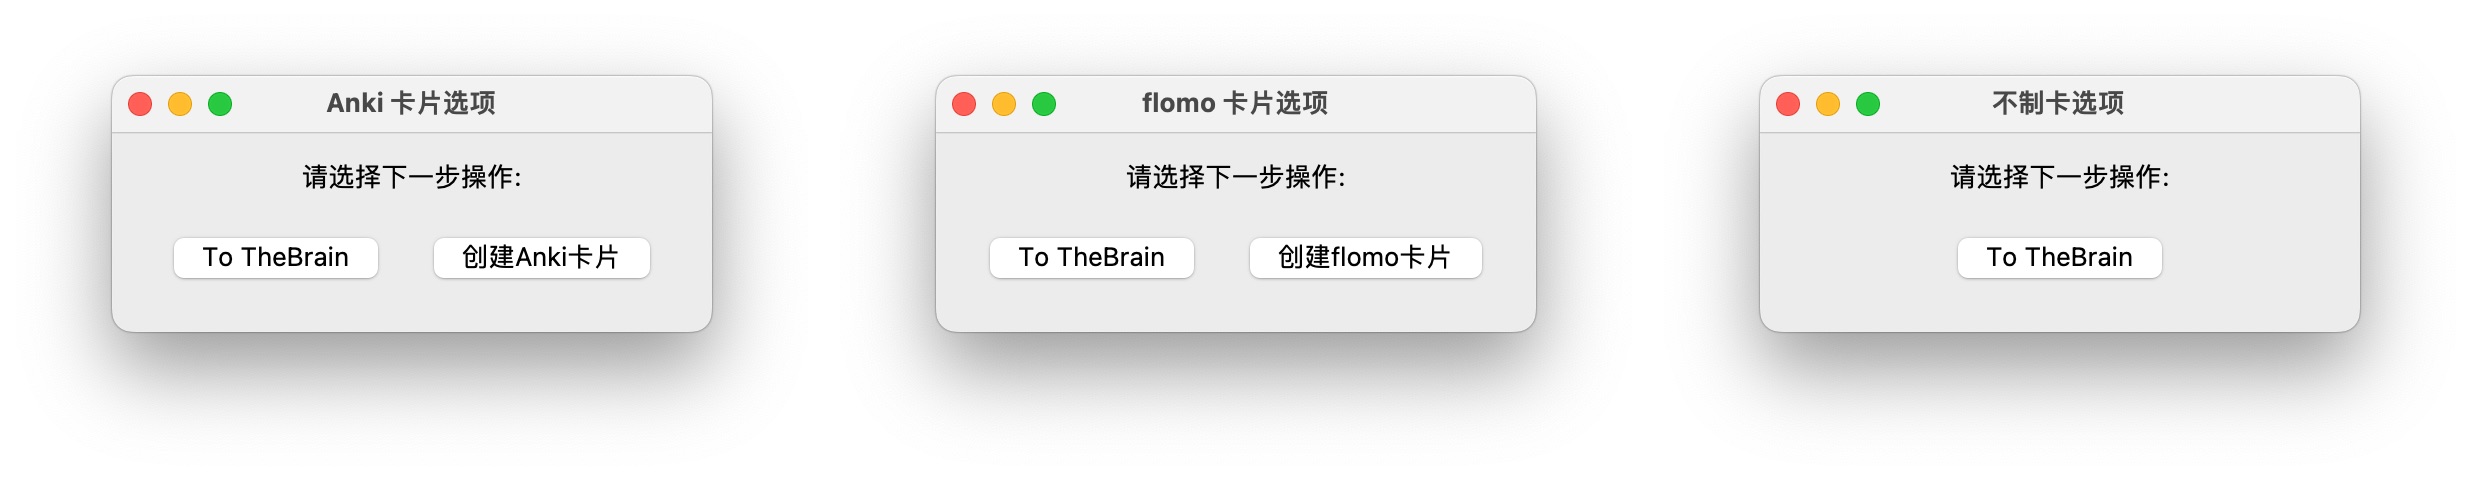 Anki 卡片选项
请选择下一步操作:
To TheBrain
创建Anki卡片
flomo 卡片选项
请选择下一步操作:
To TheBrain
创建flomo卡片
不制卡选项
请选择下一步操作:
To TheBrain